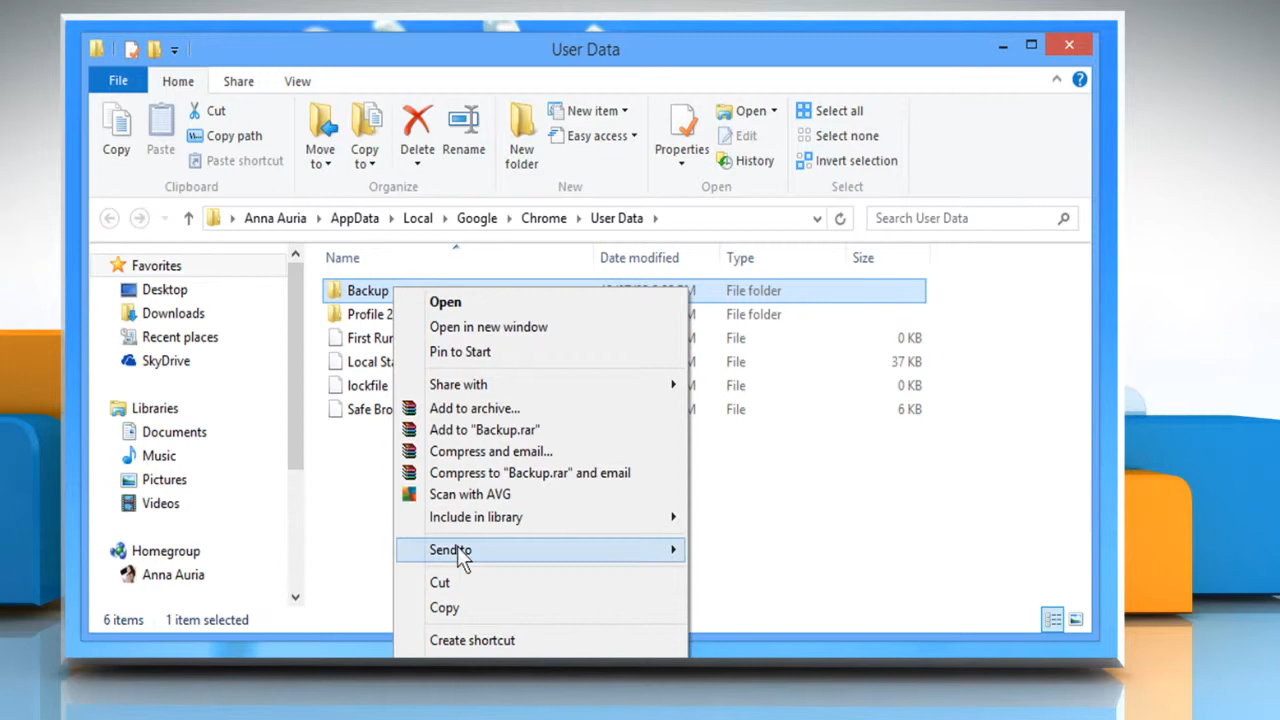 User Data
File Home Share View
Copy
Paste
Cut
Copy path
Paste shortcut
Clipboard
Move to
Copy to
Delete
Rename
Organize
New folder
New item
Easy access
New
Properties
Open
Edit
History
Open
Select all
Select none
Invert selection
Select
Anna Auria AppData Local Google Chrome User Data
Search User Data
Favorites
Desktop
Downloads
Recent places
SkyDrive
Libraries
Documents
Music
Pictures
Videos
Homegroup
Anna Auria
Name Date modified Type Size
Backup File folder
Profile 2 File folder
First Run File 0 KB
Local Sta File 37 KB
lockfile File 0 KB
Safe Bro File 6 KB
Open
Open in new window
Pin to Start
Share with
Add to archive...
Add to "Backup.rar"
Compress and email...
Compress to "Backup.rar" and email
Scan with AVG
Include in library
Send to
Cut
Copy
Create shortcut
6 items 1 item selected